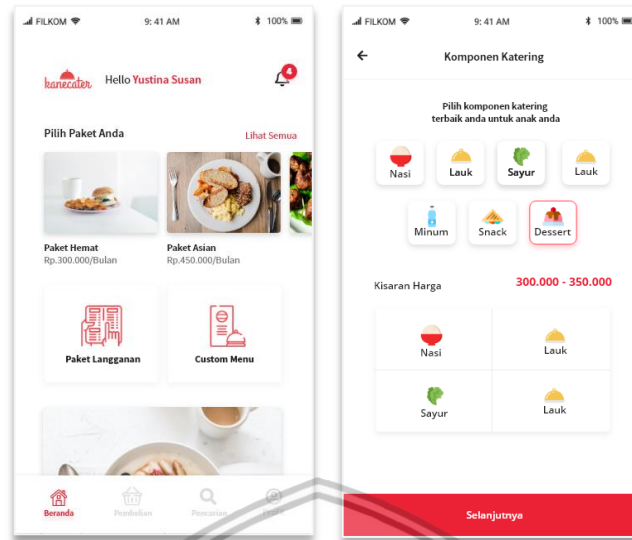 FILKOM 9:41 AM 100%
kanecater Hello Yustina Susan 4
Pilih Paket Anda Lihat Semua
Paket Hemat
Rp.300.000/Bulan
Paket Asian
Rp.450.000/Bulan
Paket Langganan Custom Menu
Beranda Pembelian Pencarian
FILKOM 9:41 AM 100%
Komponen Katering
Pilih komponen katering
terbaik anda untuk anak anda
Nasi Lauk Sayur Lauk
Minum Snack Dessert
Kisaran Harga 300.000 - 350.000
Nasi Lauk
Sayur Lauk
Selanjutnya